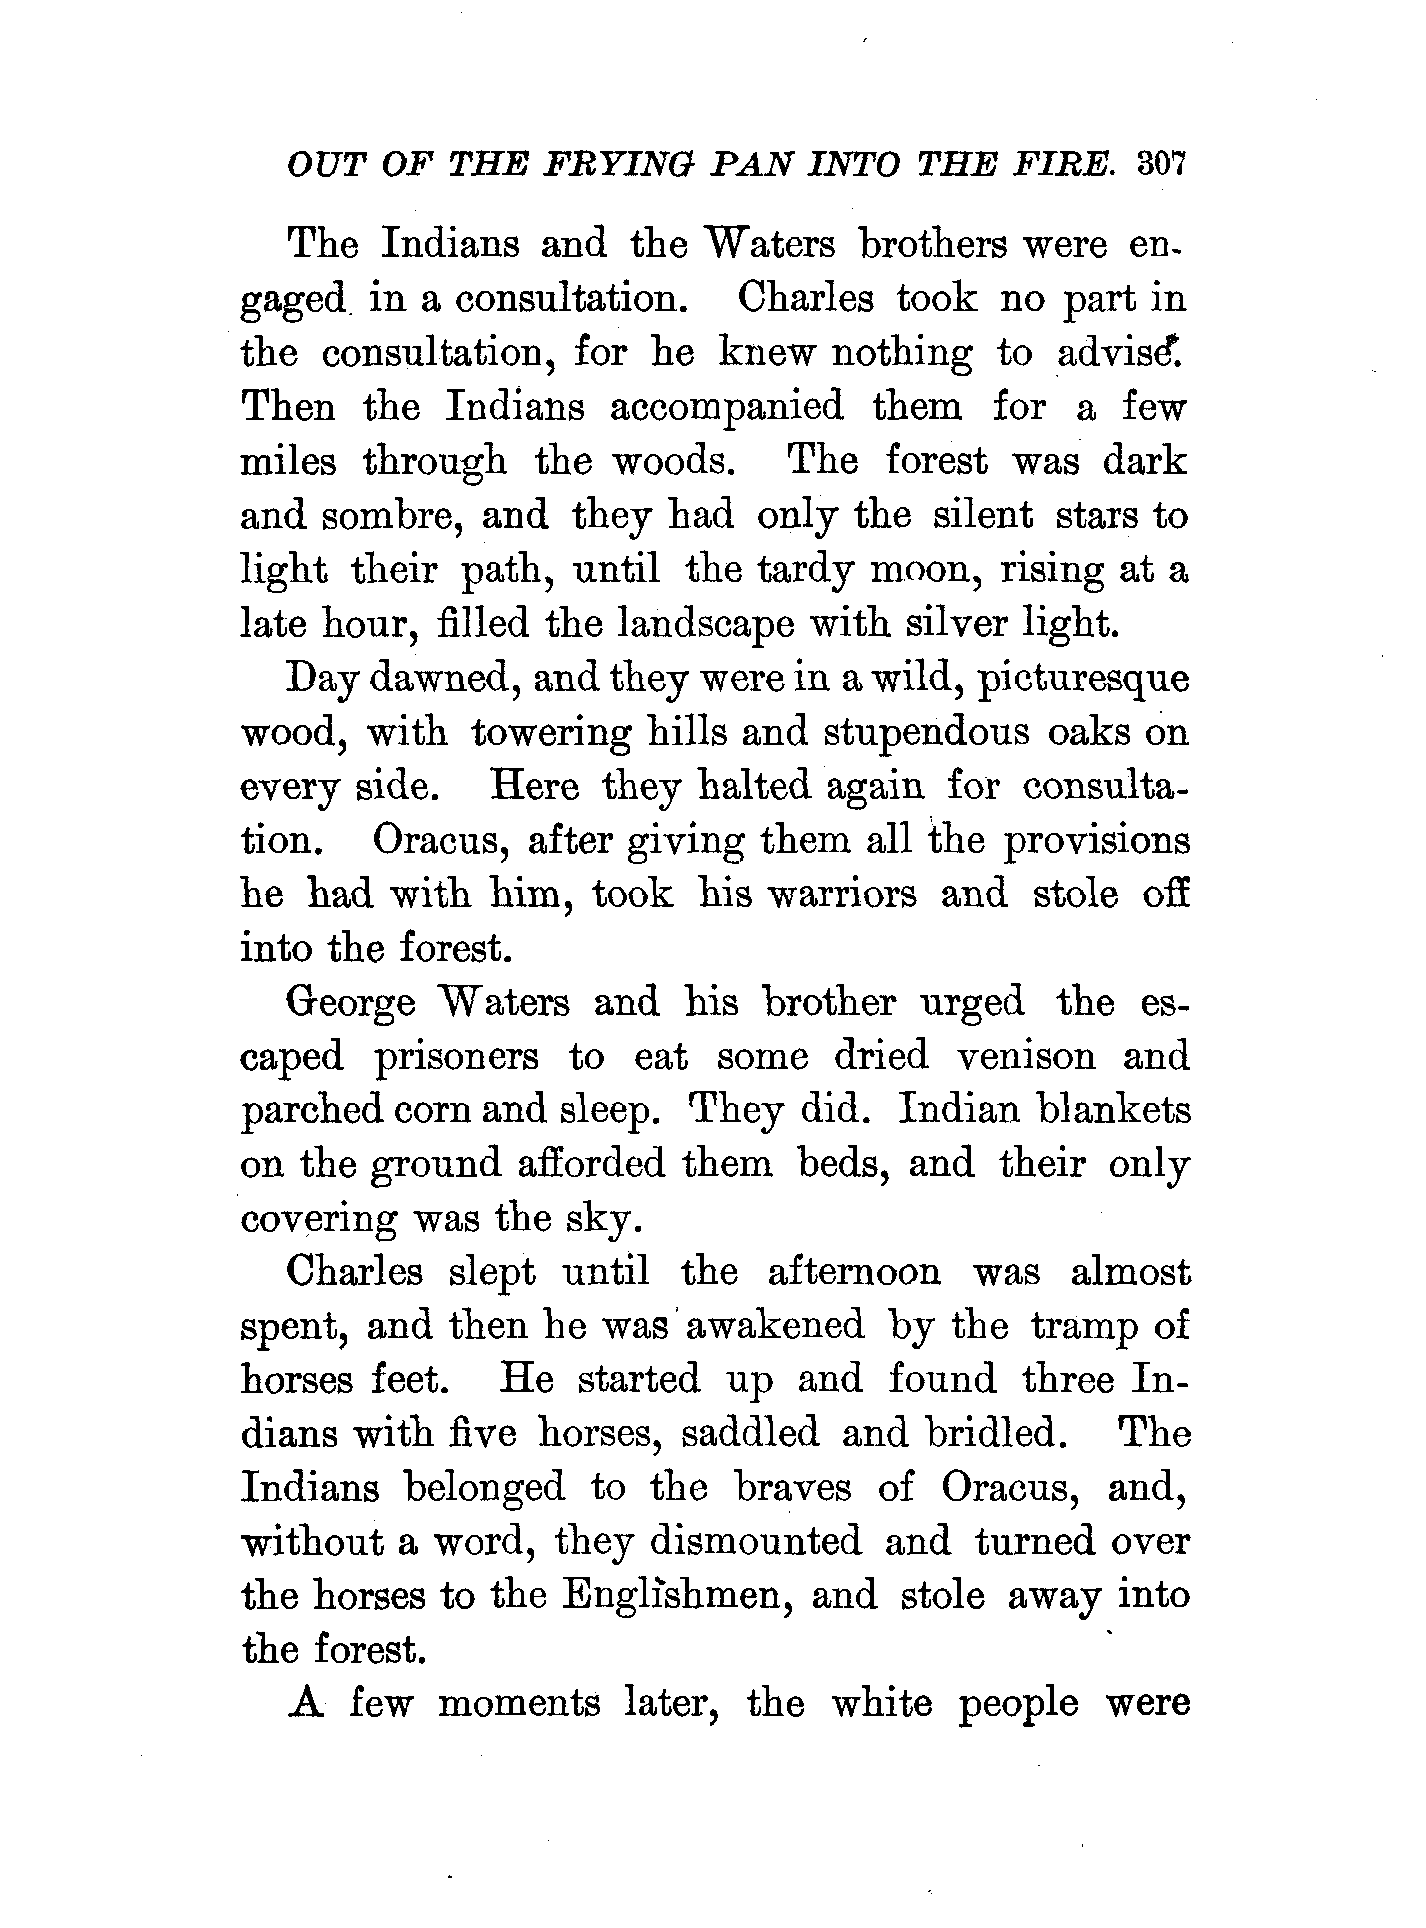 OUT OF THE FRYING PAN INTO THE FIRE. 307
The Indians and the Waters brothers were en-
gaged in a consultation. Charles took no part in
the consultation, for he knew nothing to advise.
Then the Indians accompanied them for a few
miles through the woods. The forest was dark
and sombre, and they had only the silent stars to
light their path, until the tardy moon, rising at a
late hour, filled the landscape with silver light.
Day dawned, and they were in a wild, picturesque
wood, with towering hills and stupendous oaks on
every side. Here they halted again for consulta-
tion. Oracus, after giving them all the provisions
he had with him, took his warriors and stole off
into the forest.
George Waters and his brother urged the es-
caped prisoners to eat some dried venison and
parched corn and sleep. They did. Indian blankets
on the ground afforded them beds, and their only
covering was the sky.
Charles slept until the afternoon was almost
spent, and then he was awakened by the tramp of
horses feet. He started up and found three In-
dians with five horses, saddled and bridled. The
Indians belonged to the braves of Oracus, and,
without a word, they dismounted and turned over
the horses to the Englishmen, and stole away into
the forest.
A few moments later, the white people were